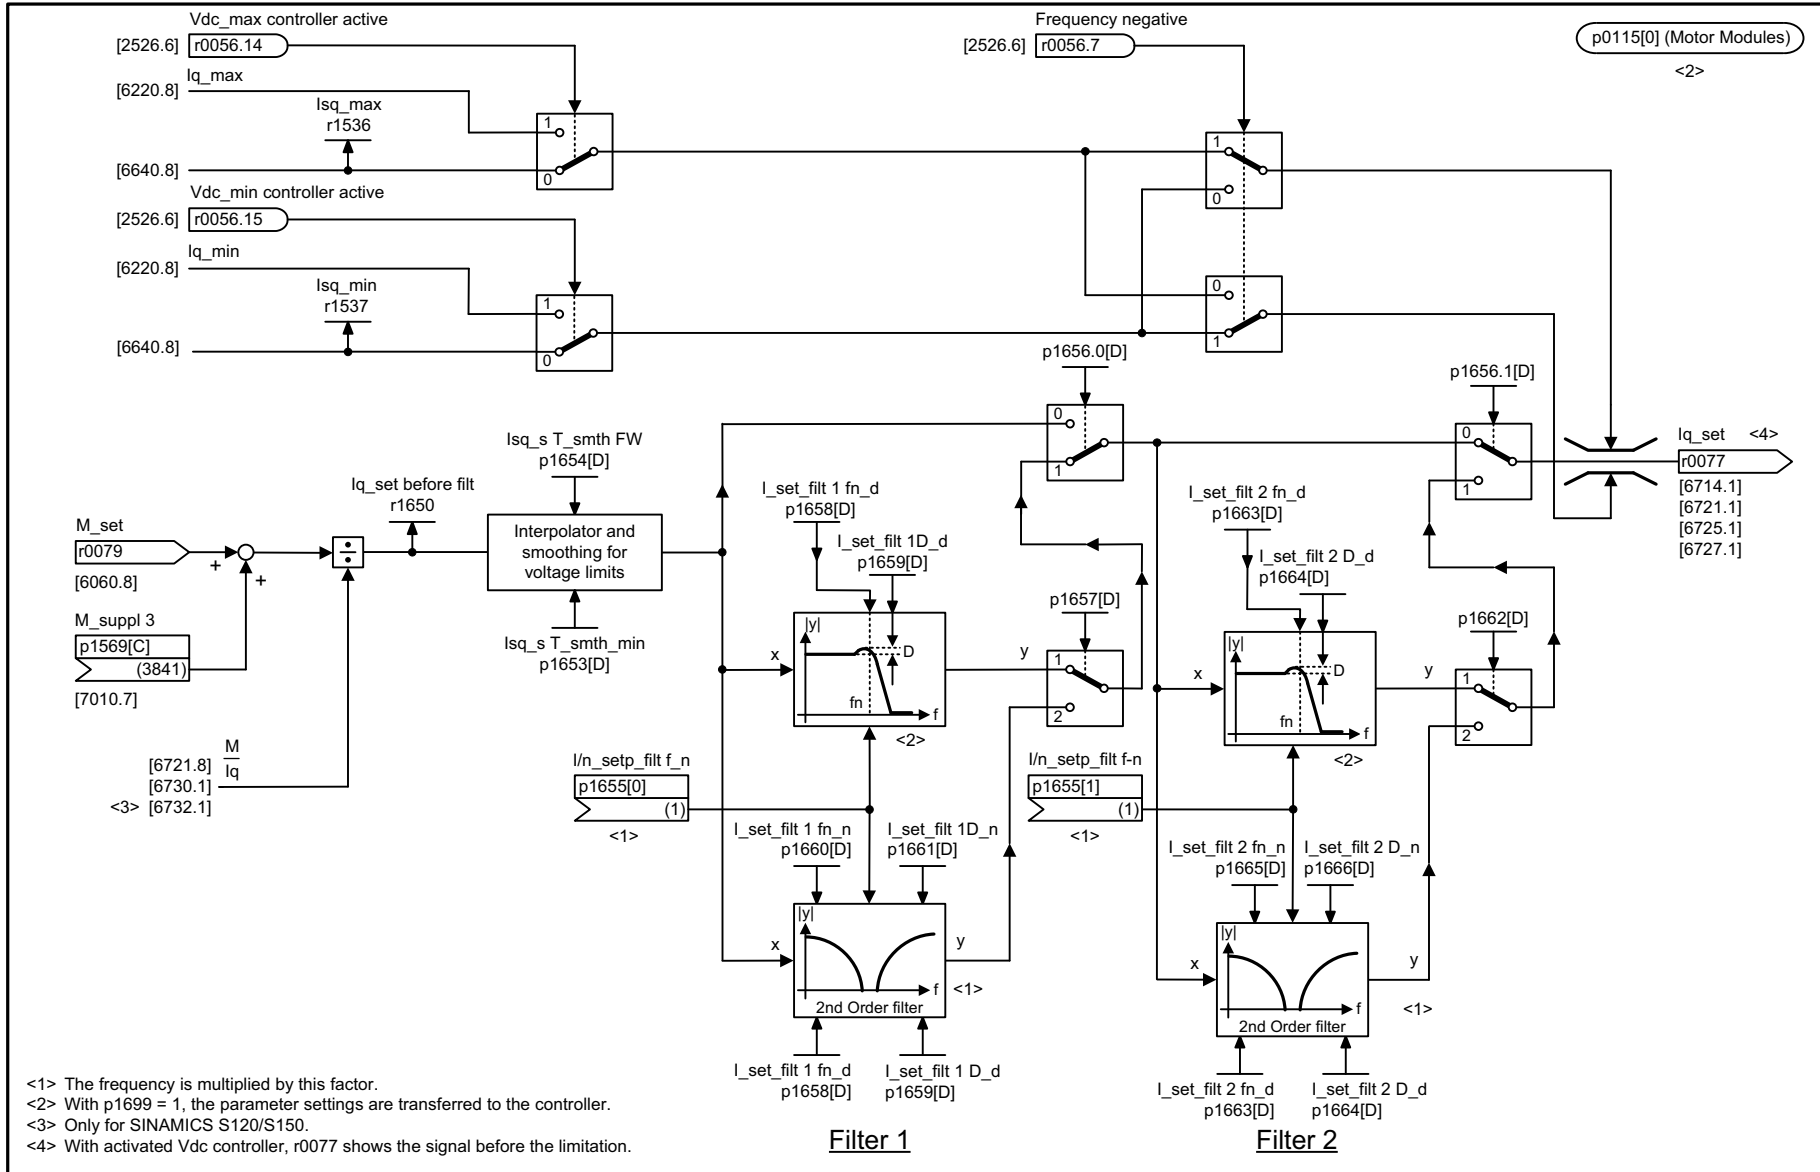 Vdc_max controller active
[2526.6] r0056.14
Iq_max
[6220.8]
Isq_max
r1536
1
0
[6640.8]
Vdc_min controller active
[2526.6] r0056.15
Iq_min
[6220.8]
Isq_min
r1537
1
0
[6640.8]
Frequency negative
[2526.6] r0056.7
1
0
0
1
p0115[0] (Motor Modules)
<2>
p1656.0[D]
0
1
p1656.1[D]
0
1
Iq_set <4>
r0077
[6714.1]
[6721.1]
[6725.1]
[6727.1]
Isq_s T_smth FW
p1654[D]
Iq_set before filt
r1650
M_set
r0079
[6060.8]
+
+
÷
Interpolator and
smoothing for
voltage limits
Isq_s T_smth_min
p1653[D]
M_suppl 3
p1569[C]
(3841)
[7010.7]
M
Iq
[6721.8]
[6730.1]
<3> [6732.1]
I_set_filt 1 fn_d
p1658[D]
I_set_filt 1D_d
p1659[D]
|y|
D
fn
f
x
y
<2>
p1657[D]
1
2
I/n_setp_filt f_n
p1655[0]
(1)
<1>
I_set_filt 1 fn_n
p1660[D]
I_set_filt 1D_n
p1661[D]
|y|
x
y
f
<1>
2nd Order filter
I_set_filt 1 fn_d
p1658[D]
I_set_filt 1 D_d
p1659[D]
I_set_filt 2 fn_d
p1663[D]
I_set_filt 2 D_d
p1664[D]
|y|
D
fn
f
x
y
<2>
p1662[D]
1
2
I/n_setp_filt f-n
p1655[1]
(1)
<1>
I_set_filt 2 fn_n
p1665[D]
I_set_filt 2 D_n
p1666[D]
|y|
x
y
f
<1>
2nd Order filter
I_set_filt 2 fn_d
p1663[D]
I_set_filt 2 D_d
p1664[D]
<1> The frequency is multiplied by this factor.
<2> With p1699 = 1, the parameter settings are transferred to the controller.
<3> Only for SINAMICS S120/S150.
<4> With activated Vdc controller, r0077 shows the signal before the limitation.
Filter 1
Filter 2